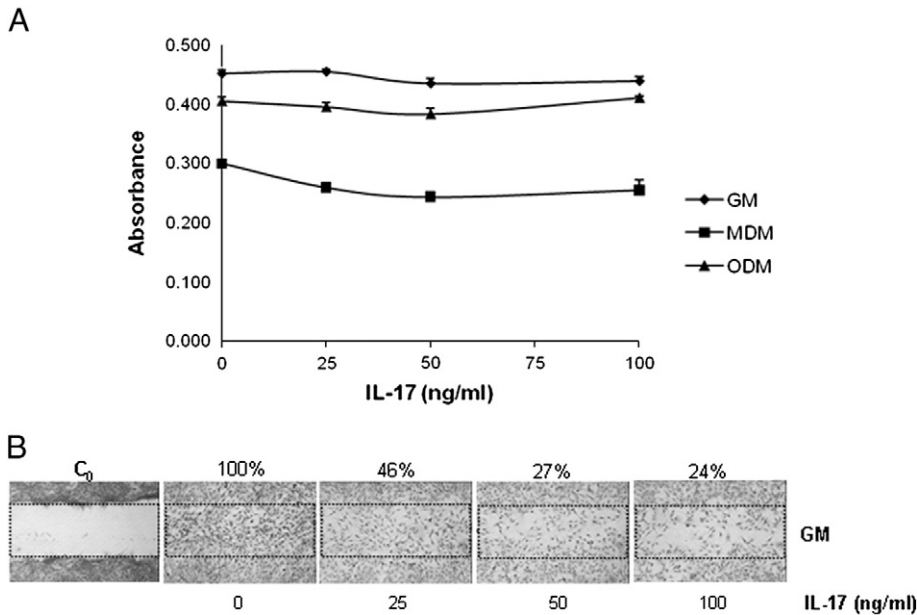 A
0.500
0.400
0.300
0.200
0.100
0.000
Absorbance
0 25 50 75 100
IL-17 (ng/ml)
GM
MDM
ODM
B
C0 100% 46% 27% 24%
GM
0 25 50 100 IL-17 (ng/ml)